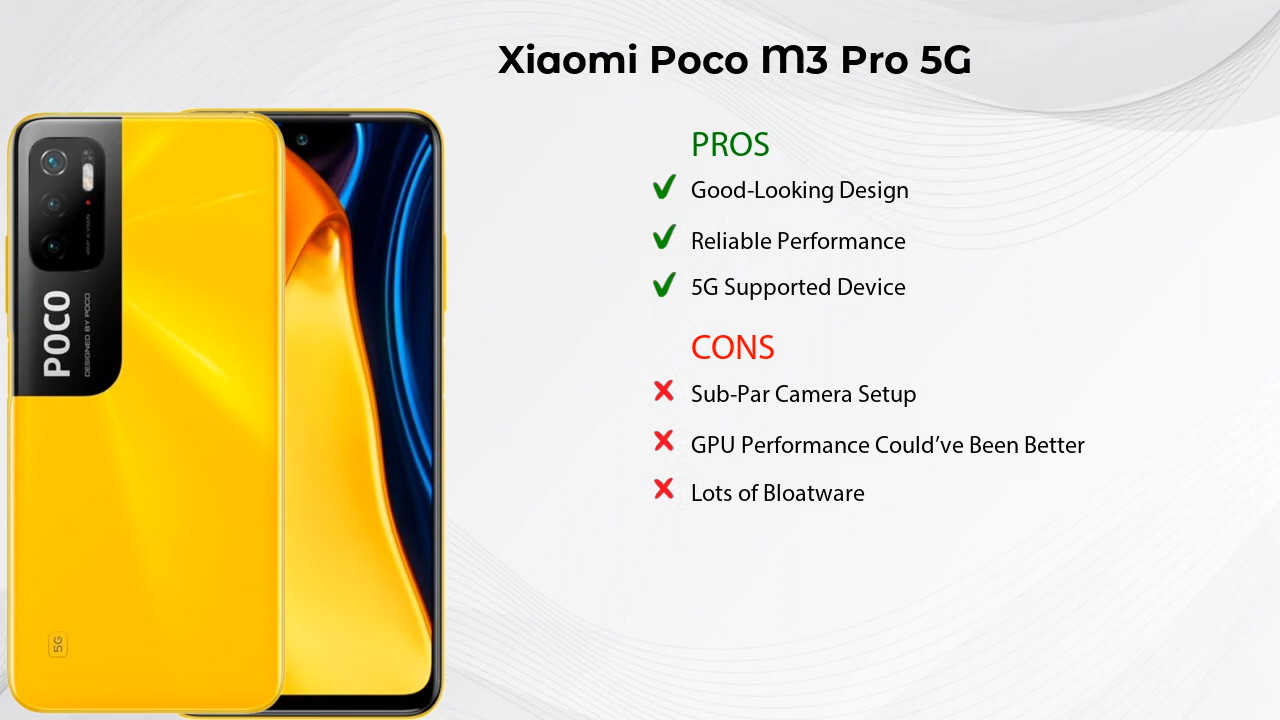 Xiaomi Poco M3 Pro 5G
PROS
Good-Looking Design
Reliable Performance
5G Supported Device
CONS
Sub-Par Camera Setup
GPU Performance Could’ve Been Better
Lots of Bloatware
POCO
DESIGNED BY POCO
5G